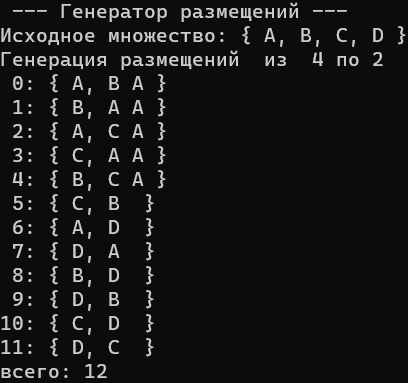 --- Генератор размещений ---
Исходное множество: { A, B, C, D }
Генерация размещений  из  4 по 2
 0: { A, B A }
 1: { B, A A }
 2: { A, C A }
 3: { C, A A }
 4: { B, C A }
 5: { C, B  }
 6: { A, D  }
 7: { D, A  }
 8: { B, D  }
 9: { D, B  }
10: { C, D  }
11: { D, C  }
всего: 12